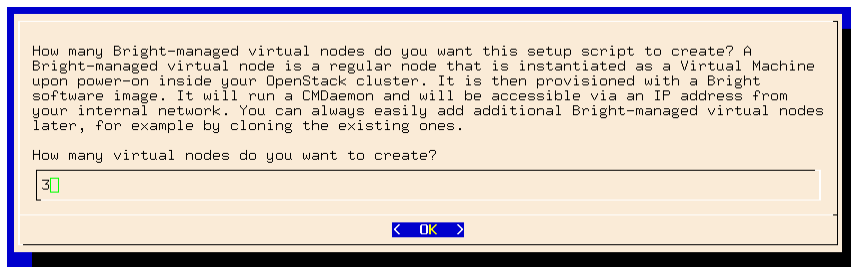 How many Bright-managed virtual nodes do you want this setup script to create? A
Bright-managed virtual node is a regular node that is instantiated as a Virtual Machine
upon power-on inside your OpenStack cluster. It is then provisioned with a Bright
software image. It will run a CMDaemon and will be accessible via an IP address from
your internal network. You can always easily add additional Bright-managed virtual nodes
later, for example by cloning the existing ones.
How many virtual nodes do you want to create?
3
< OK >